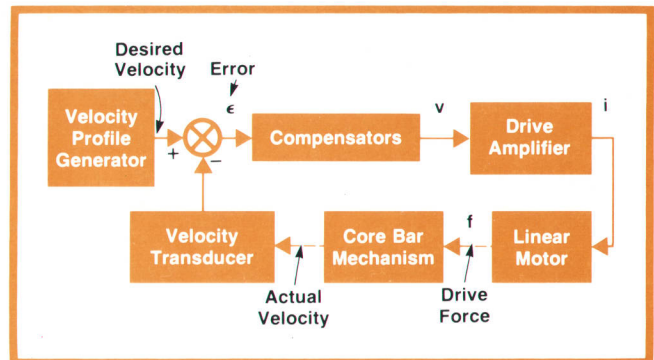 Desired
Velocity
Error
Velocity
Profile
Generator
+
−
ϵ
Compensators
v
Drive
Amplifier
i
Velocity
Transducer
Core Bar
Mechanism
f
Linear
Motor
Actual
Velocity
Drive
Force